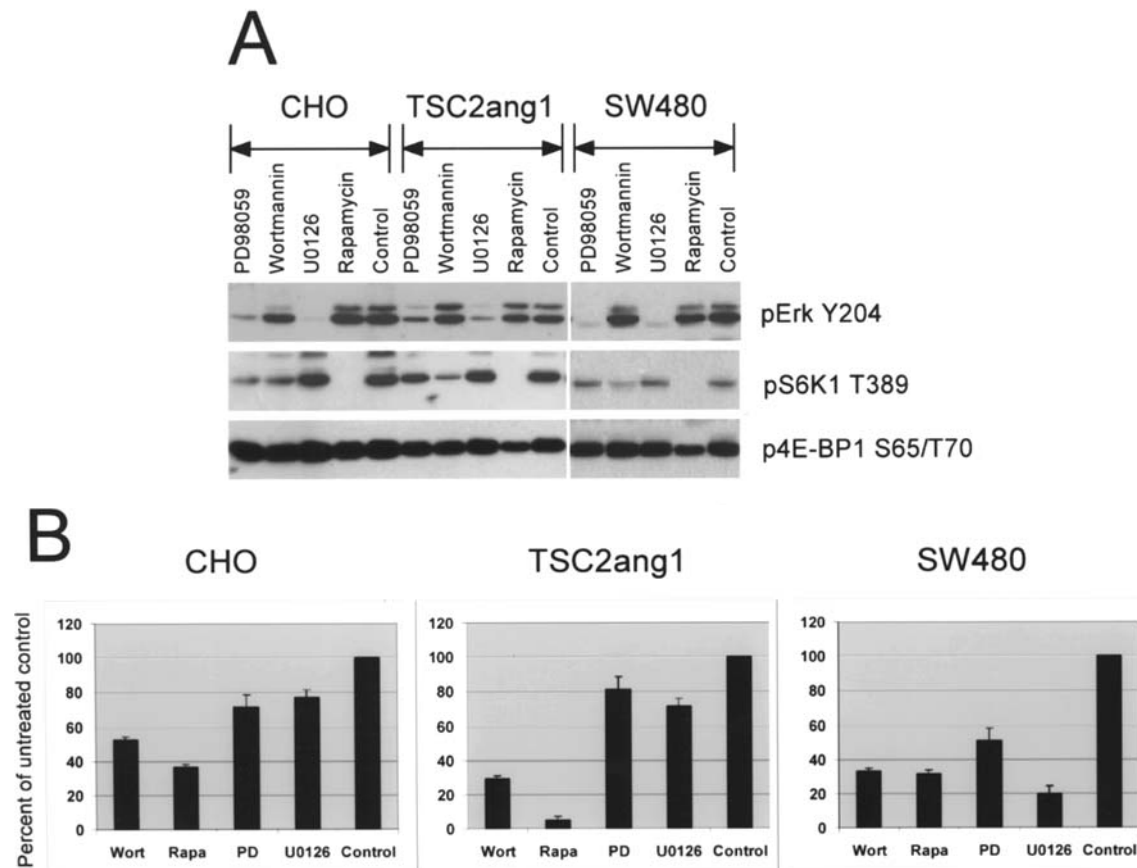 A
CHO TSC2ang1 SW480
PD98059 Wortmannin U0126 Rapamycin Control PD98059 Wortmannin U0126 Rapamycin Control PD98059 Wortmannin U0126 Rapamycin Control
pErk Y204
pS6K1 T389
p4E-BP1 S65/T70
B
CHO TSC2ang1 SW480
Percent of untreated control
120 120 120
100 100 100
80 80 80
60 60 60
40 40 40
20 20 20
0 0 0
Wort Rapa PD U0126 Control Wort Rapa PD U0126 Control Wort Rapa PD U0126 Control